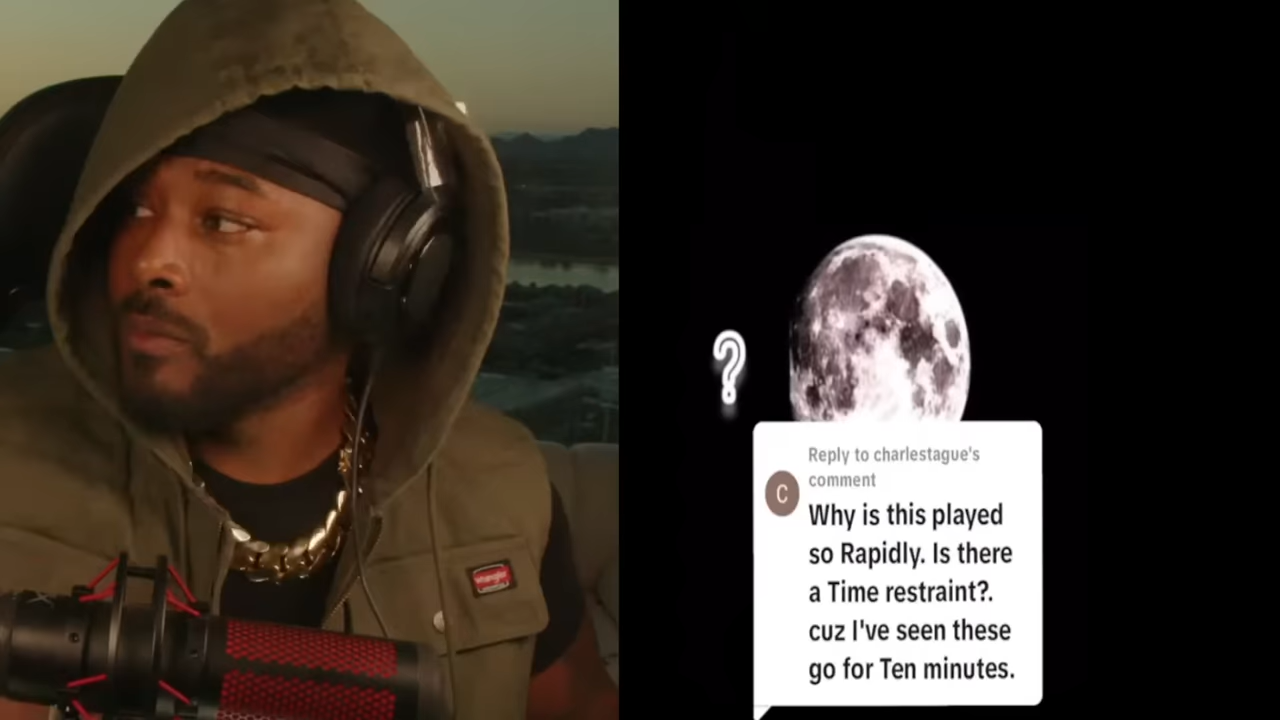 Wrangler
?
Reply to charlestague's
comment
C
Why is this played
so Rapidly. Is there
a Time restraint?.
cuz I've seen these
go for Ten minutes.